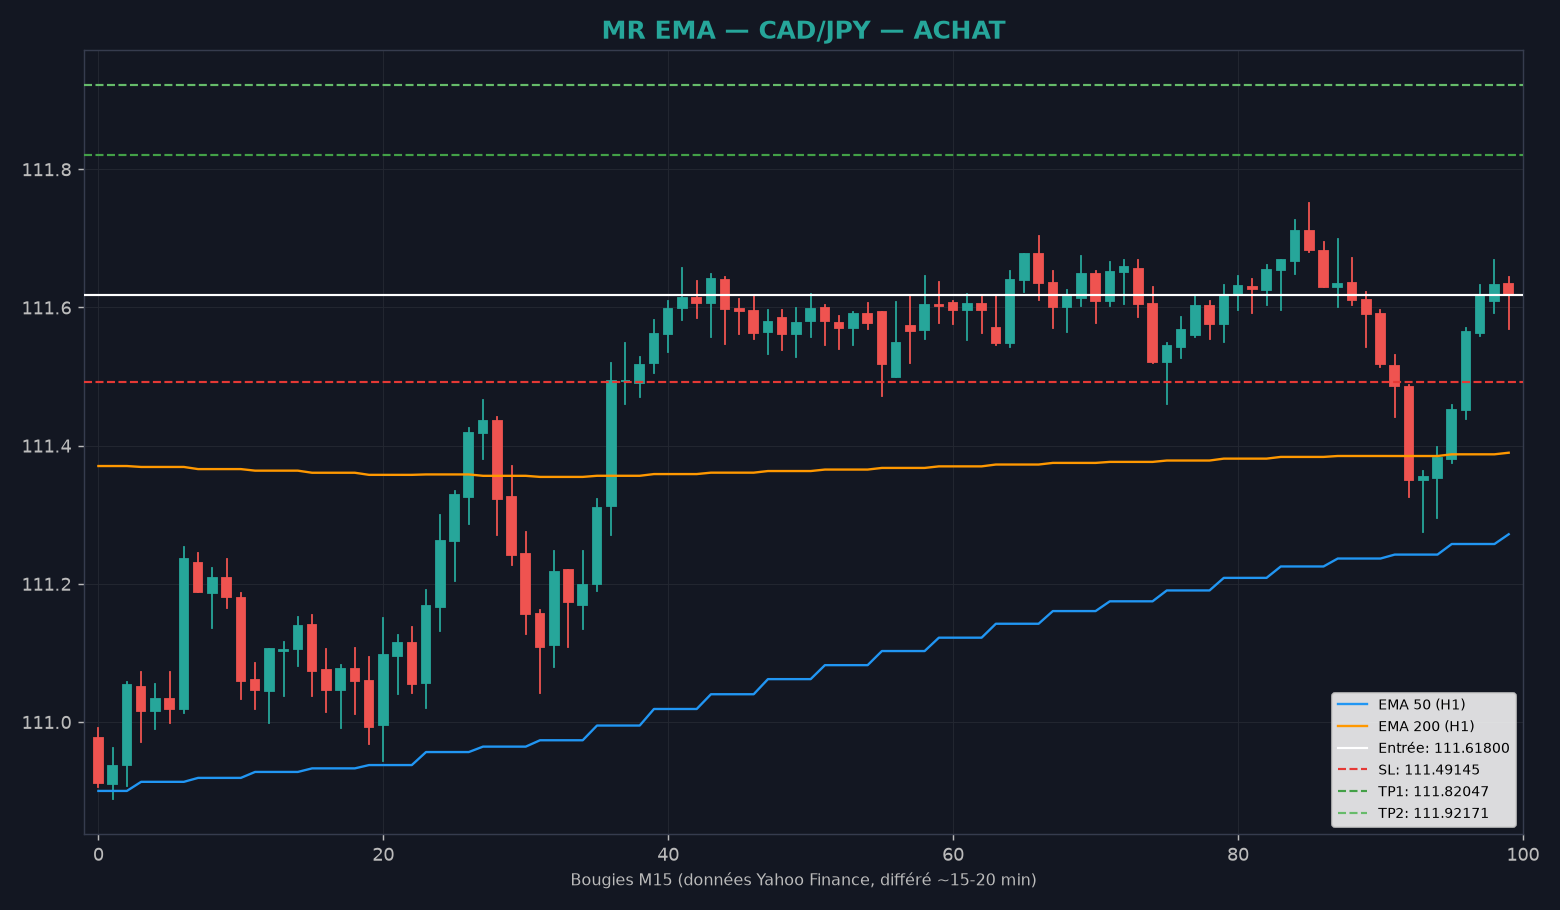 MR EMA — CAD/JPY — ACHAT
111.8
111.6
111.4
111.2
111.0
EMA 50 (H1)
EMA 200 (H1)
Entrée: 111.61800
SL: 111.49145
TP1: 111.82047
TP2: 111.92171
0 20 40 60 80 100
Bougies M15 (données Yahoo Finance, différé ~15-20 min)